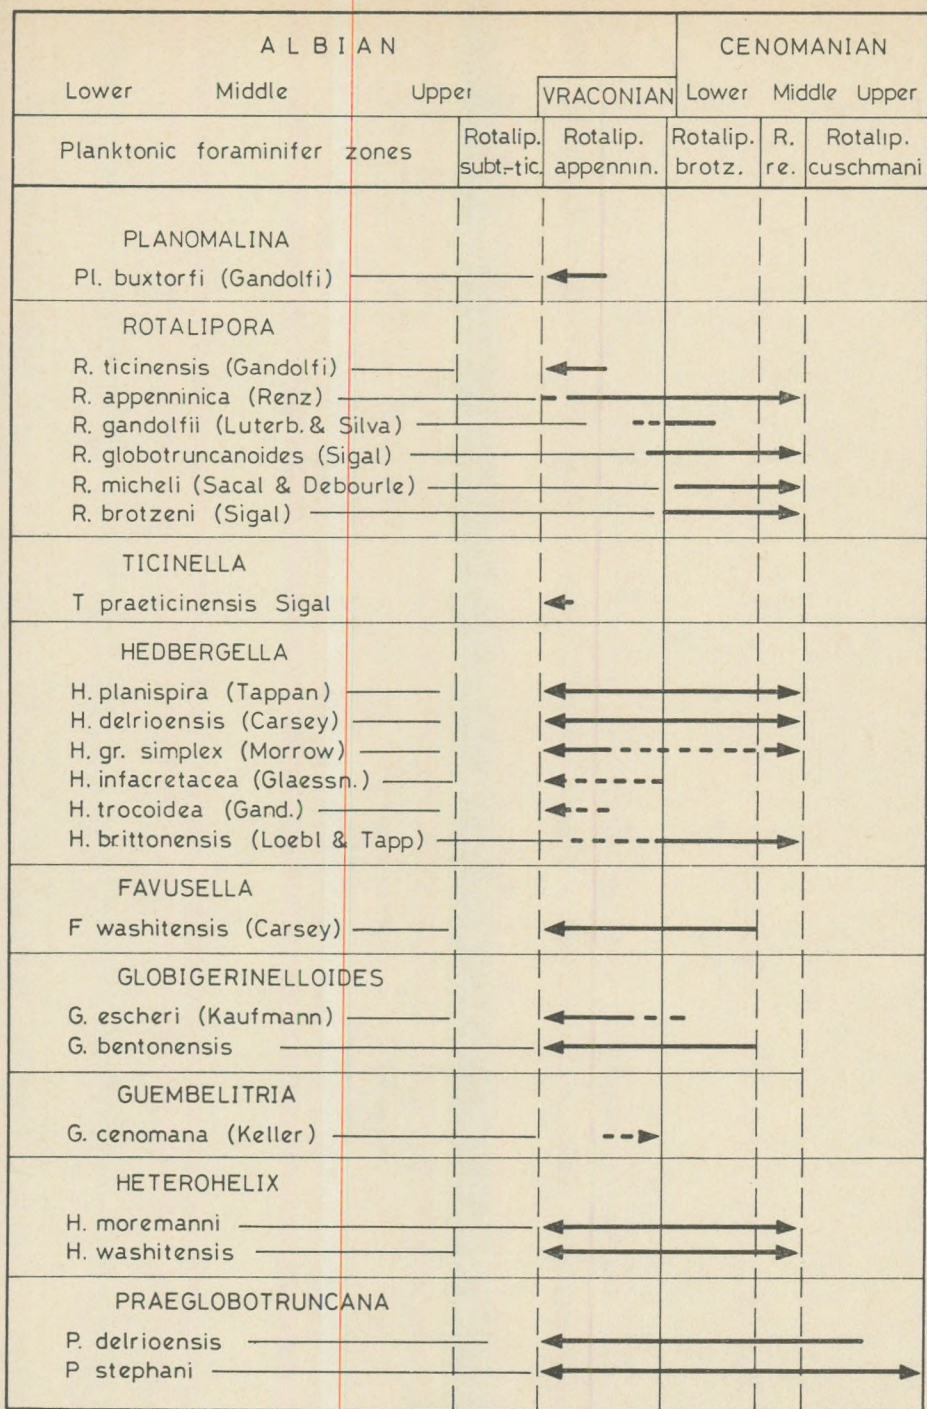 ALBIAN CENOMANIAN
Lower Middle Upper VRACONIAN Lower Middle Upper
Planktonic foraminifer zones
Rotalip. subt.-tic.
Rotalip. appennin.
Rotalip. brotz.
R. re.
Rotalip. cuschmani
PLANOMALINA
Pl. buxtorfi (Gandolfi)
ROTALIPORA
R. ticinensis (Gandolfi)
R. appenninica (Renz)
R. gandolfii (Luterb. & Silva)
R. globotruncanoides (Sigal)
R. micheli (Sacal & Debourle)
R. brotzeni (Sigal)
TICINELLA
T praeticinensis Sigal
HEDBERGELLA
H. planispira (Tappan)
H. delrioensis (Carsey)
H. gr. simplex (Morrow)
H. infacretacea (Glaessn.)
H. trocoidea (Gand.)
H. brittonensis (Loebl & Tapp)
FAVUSELLA
F washitensis (Carsey)
GLOBIGERINELLOIDES
G. escheri (Kaufmann)
G. bentonensis
GUEMBELITRIA
G. cenomana (Keller)
HETEROHELIX
H. moremanni
H. washitensis
PRAEGLOBOTRUNCANA
P. delrioensis
P stephani